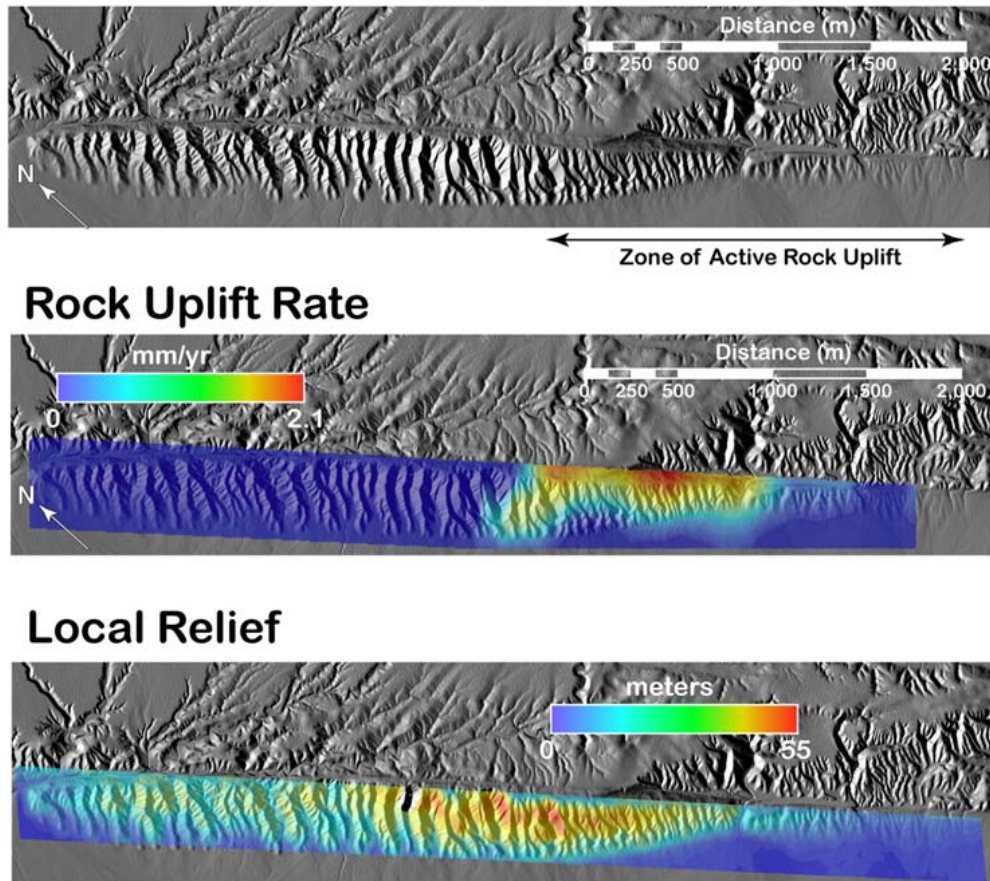 Distance (m)
0 250 500 1,000 1,500 2,000
N
Zone of Active Rock Uplift
Rock Uplift Rate
mm/yr
0 2.1
Distance (m)
0 250 500 1,000 1,500 2,000
N
Local Relief
meters
0 55